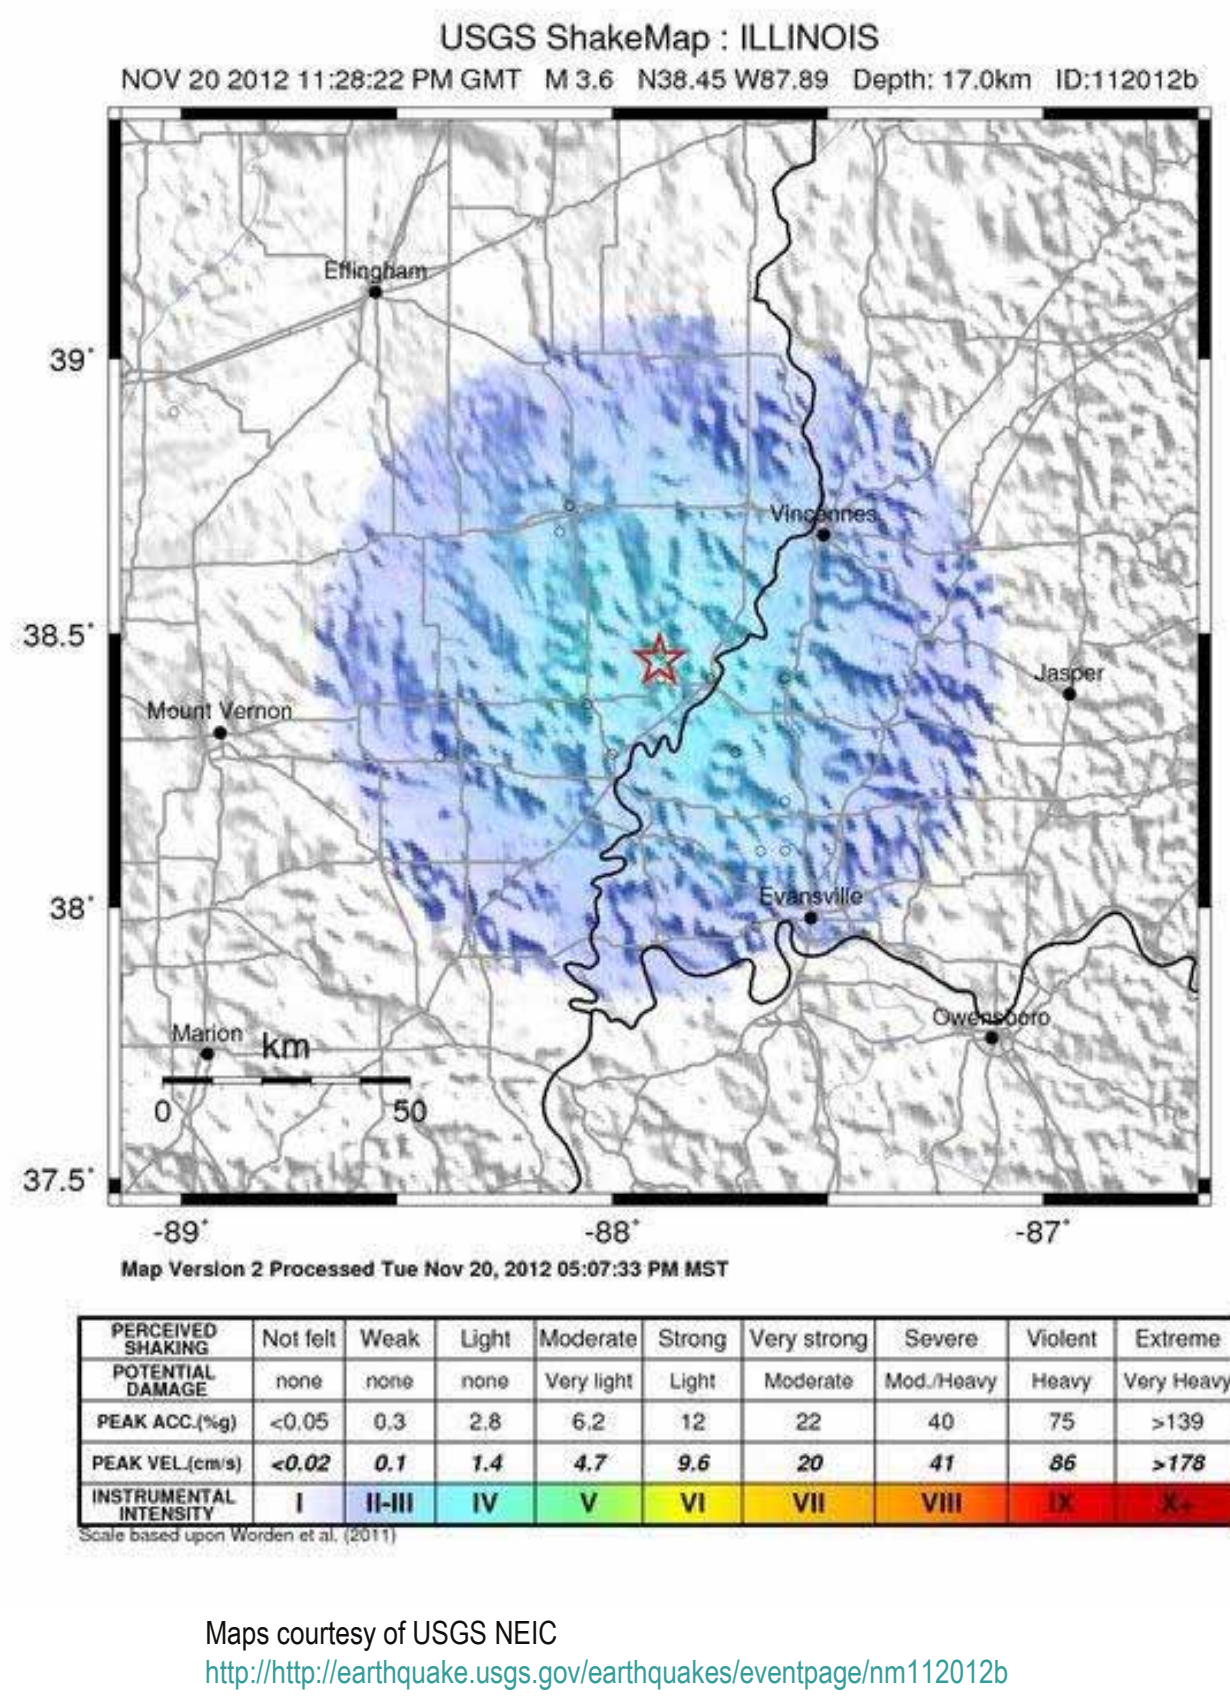 USGS ShakeMap : ILLINOIS
NOV 20 2012 11:28:22 PM GMT M 3.6 N38.45 W87.89 Depth: 17.0km ID:112012b
Effingham
39°
Vincennes
38.5°
Jasper
Mount Vernon
38°
Evansville
Owensboro
Marion
km
0 50
37.5°
-89° -88° -87°
Map Version 2 Processed Tue Nov 20, 2012 05:07:33 PM MST
PERCEIVED SHAKING Not felt Weak Light Moderate Strong Very strong Severe Violent Extreme
POTENTIAL DAMAGE none none none Very light Light Moderate Mod./Heavy Heavy Very Heavy
PEAK ACC.(%g) <0.05 0.3 2.8 6.2 12 22 40 75 >139
PEAK VEL.(cm/s) <0.02 0.1 1.4 4.7 9.6 20 41 86 >178
INSTRUMENTAL INTENSITY I II-III IV V VI VII VIII IX X+
Scale based upon Worden et al. (2011)
Maps courtesy of USGS NEIC
http://http://earthquake.usgs.gov/earthquakes/eventpage/nm112012b